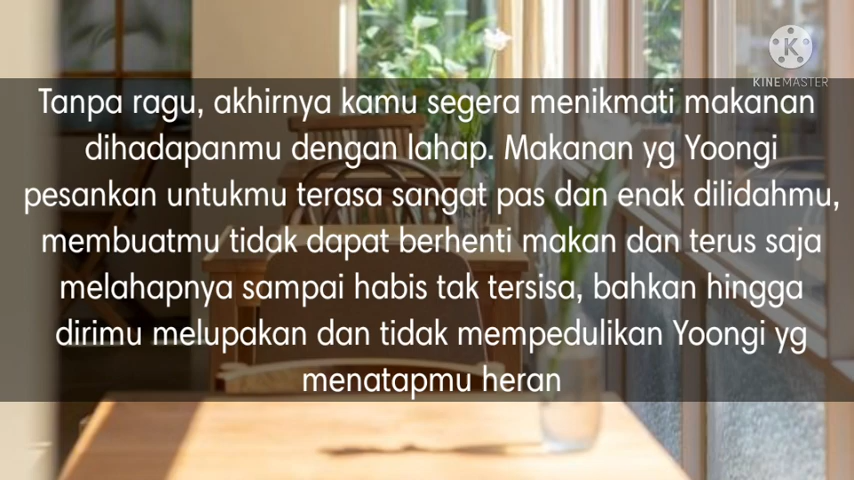 KINEMASTER
Tanpa ragu, akhirnya kamu segera menikmati makanan
dihadapanmu dengan lahap. Makanan yg Yoongi
pesankan untukmu terasa sangat pas dan enak dilidahmu,
membuatmu tidak dapat berhenti makan dan terus saja
melahapnya sampai habis tak tersisa, bahkan hingga
dirimu melupakan dan tidak mempedulikan Yoongi yg
menatapmu heran